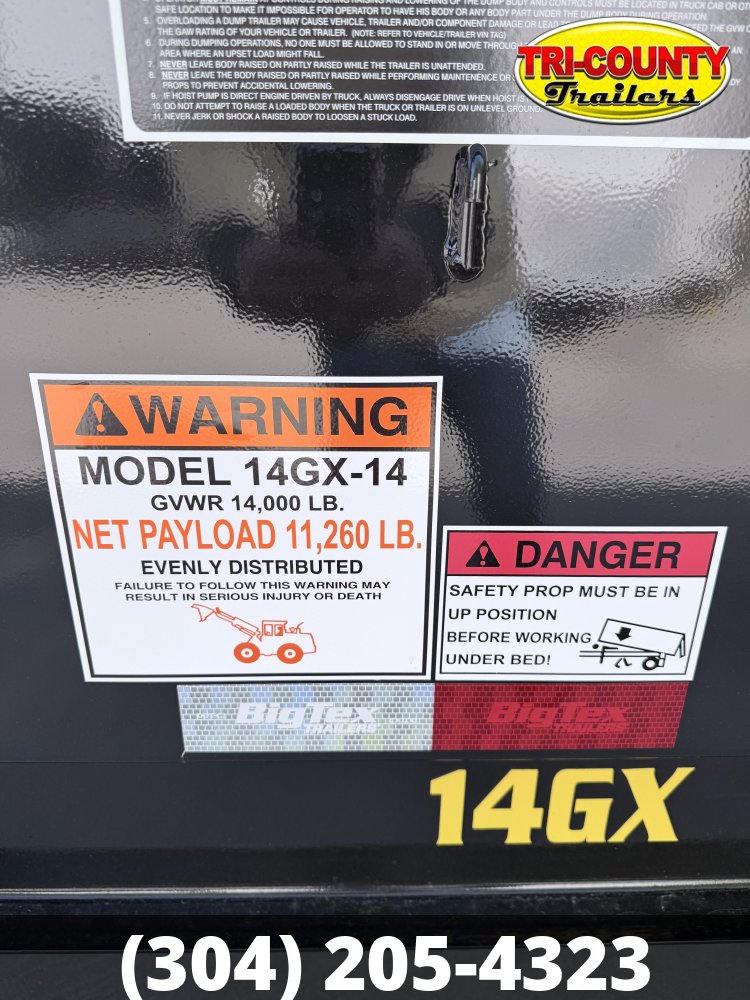 SAFE LOCATION TO MAKE IT IMPOSSIBLE FOR OPERATOR TO HAVE HIS BODY OR ANY BODY PART UNDER THE DUMP BODY DURING OPERATION.
5. OVERLOADING A DUMP TRAILER MAY CAUSE VEHICLE, TRAILER AND/OR COMPONENT DAMAGE OR LEAD
THE GAW RATING OF YOUR VEHICLE OR TRAILER. (NOTE: REFER TO VEHICLE/TRAILER VIN TAG)
6. DURING DUMPING OPERATIONS, NO ONE MUST BE ALLOWED TO STAND IN OR MOVE THROUGH
AREA WHERE AN UPSET LOAD MIGHT FALL.
7. NEVER LEAVE BODY RAISED OR PARTLY RAISED WHILE THE TRAILER IS UNATTENDED.
8. NEVER LEAVE THE BODY RAISED OR PARTLY RAISED WHILE PERFORMING MAINTENENCE OR
PROPS TO PREVENT ACCIDENTAL LOWERING.
9. IF HOIST PUMP IS DIRECT ENGINE DRIVEN BY TRUCK, ALWAYS DISENGAGE DRIVE WHEN HOIST IS
10. DO NOT ATTEMPT TO RAISE A LOADED BODY WHEN THE TRUCK OR TRAILER IS ON UNLEVEL GROUND.
11. NEVER JERK OR SHOCK A RAISED BODY TO LOOSEN A STUCK LOAD.
TRI-COUNTY
Trailers
WARNING
MODEL 14GX-14
GVWR 14,000 LB.
NET PAYLOAD 11,260 LB.
EVENLY DISTRIBUTED
FAILURE TO FOLLOW THIS WARNING MAY
RESULT IN SERIOUS INJURY OR DEATH
DANGER
SAFETY PROP MUST BE IN
UP POSITION
BEFORE WORKING
UNDER BED!
BigTex
TRAILERS
BigTex
TRAILERS
14GX
(304) 205-4323